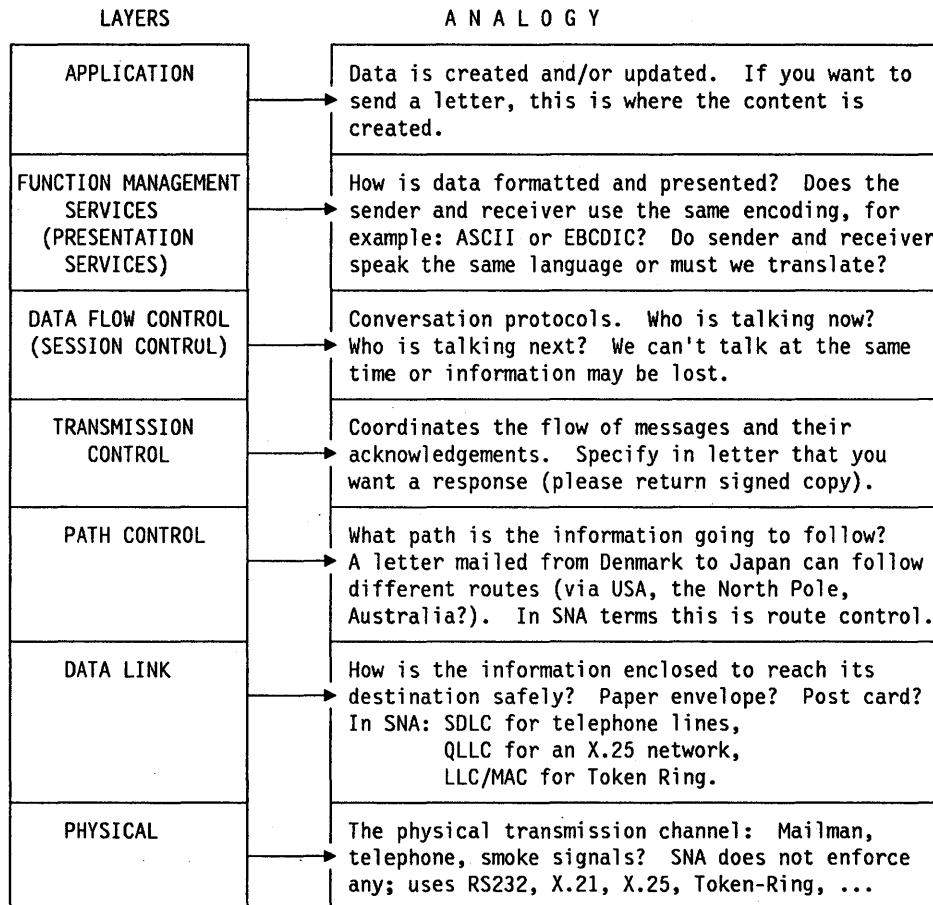 LAYERS
A N A L O G Y
APPLICATION
Data is created and/or updated. If you want to
send a letter, this is where the content is
created.
FUNCTION MANAGEMENT
SERVICES
(PRESENTATION
SERVICES)
How is data formatted and presented? Does the
sender and receiver use the same encoding, for
example: ASCII or EBCDIC? Do sender and receiver
speak the same language or must we translate?
DATA FLOW CONTROL
(SESSION CONTROL)
Conversation protocols. Who is talking now?
Who is talking next? We can't talk at the same
time or information may be lost.
TRANSMISSION
CONTROL
Coordinates the flow of messages and their
acknowledgements. Specify in letter that you
want a response (please return signed copy).
PATH CONTROL
What path is the information going to follow?
A letter mailed from Denmark to Japan can follow
different routes (via USA, the North Pole,
Australia?). In SNA terms this is route control.
DATA LINK
How is the information enclosed to reach its
destination safely? Paper envelope? Post card?
In SNA: SDLC for telephone lines,
QLLC for an X.25 network,
LLC/MAC for Token Ring.
PHYSICAL
The physical transmission channel: Mailman,
telephone, smoke signals? SNA does not enforce
any; uses RS232, X.21, X.25, Token-Ring, ...